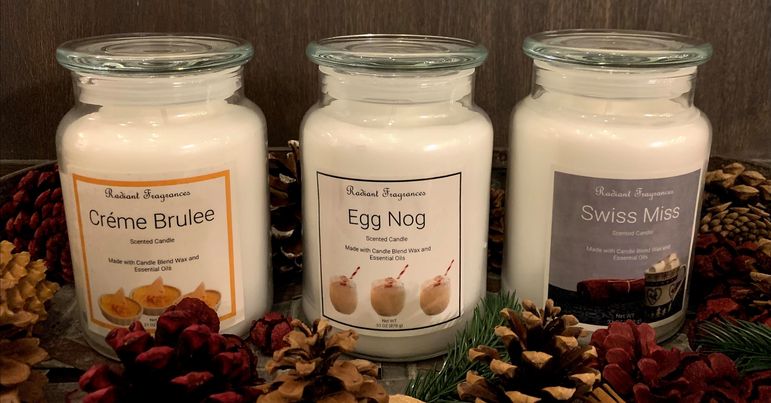 Radiant Fragrances
Créme Brulee
Scented Candle
Made with Candle Blend Wax and
Essential Oils
Radiant Fragrances
Egg Nog
Scented Candle
Made with Candle Blend Wax and
Essential Oils
Net WT
Radiant Fragrances
Swiss Miss
Scented Candle
Made with Candle Blend Wax and
Essential Oils